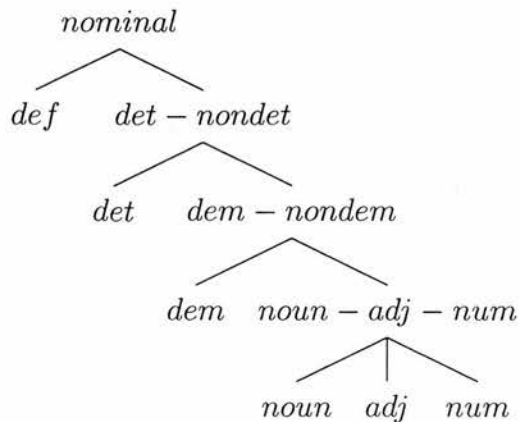 nominal
def det – nondet
det dem – nondem
dem noun – adj – num
noun adj num